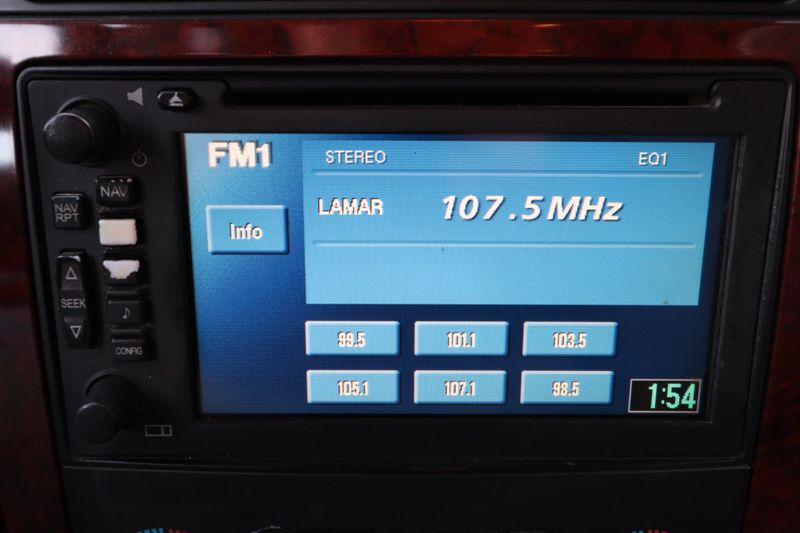 FM1
STEREO EQ1
LAMAR 107.5MHz
Info
NAV
NAV
RPT
SEEK
CONFIG
99.5 101.1 103.5
105.1 107.1 98.5
1:54